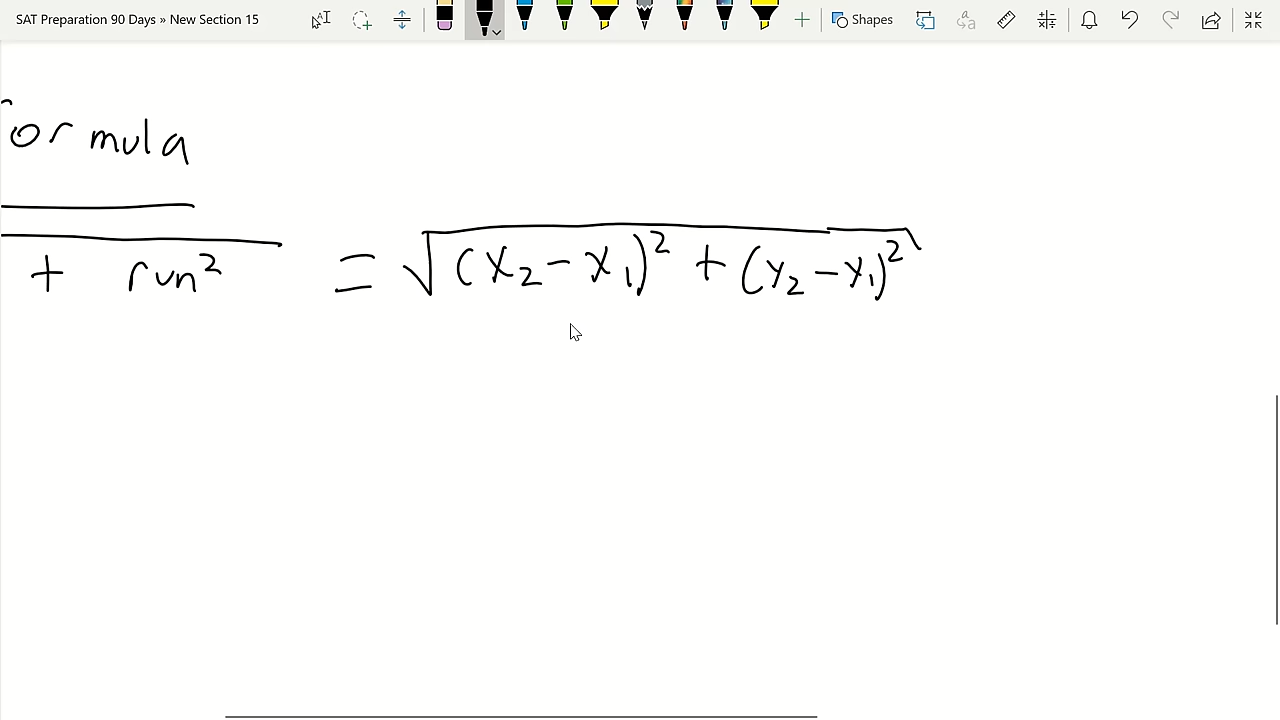 SAT Preparation 90 Days » New Section 15 Shapes
ormula
+ run² = √(x₂ − x₁)² + (y₂ − y₁)²